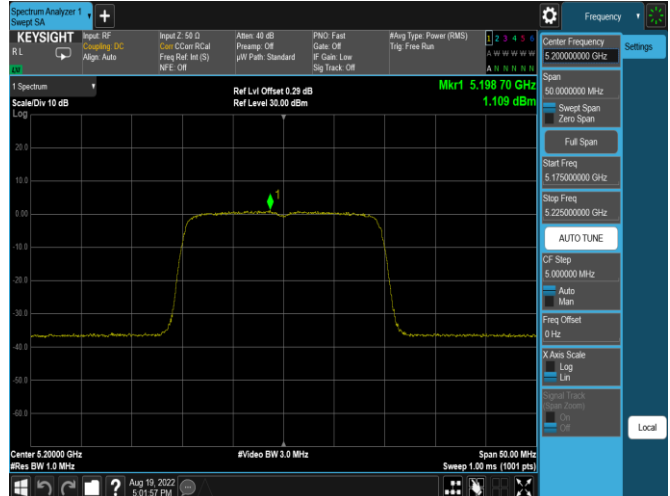 Spectrum Analyzer 1
Swept SA
Frequency
KEYSIGHT
R L
LW
Input: RF
Coupling: DC
Align: Auto
Input Z: 50 Ω
Corr CCorr RCal
Freq Ref: Int (S)
NFE: Off
Atten: 40 dB
Preamp: Off
µW Path: Standard
PNO: Fast
Gate: Off
IF Gain: Low
Sig Track: Off
#Avg Type: Power (RMS)
Trig: Free Run
1 2 3 4 5 6
A W W W W W
A N N N N N
1 Spectrum
Scale/Div 10 dB
Log
Ref Lvl Offset 0.29 dB
Ref Level 30.00 dBm
Mkr1 5.198 70 GHz
1.109 dBm
20.0
10.0
0.00
-10.0
-20.0
-30.0
-40.0
-50.0
-60.0
1
Center 5.20000 GHz
#Res BW 1.0 MHz
#Video BW 3.0 MHz
Span 50.00 MHz
Sweep 1.00 ms (1001 pts)
Center Frequency
5.200000000 GHz
Settings
Span
50.0000000 MHz
Swept Span
Zero Span
Full Span
Start Freq
5.175000000 GHz
Stop Freq
5.225000000 GHz
AUTO TUNE
CF Step
5.000000 MHz
Auto
Man
Freq Offset
0 Hz
X Axis Scale
Log
Lin
Signal Track
(Span Zoom)
On
Off
Local
Aug 19, 2022
5:01:57 PM